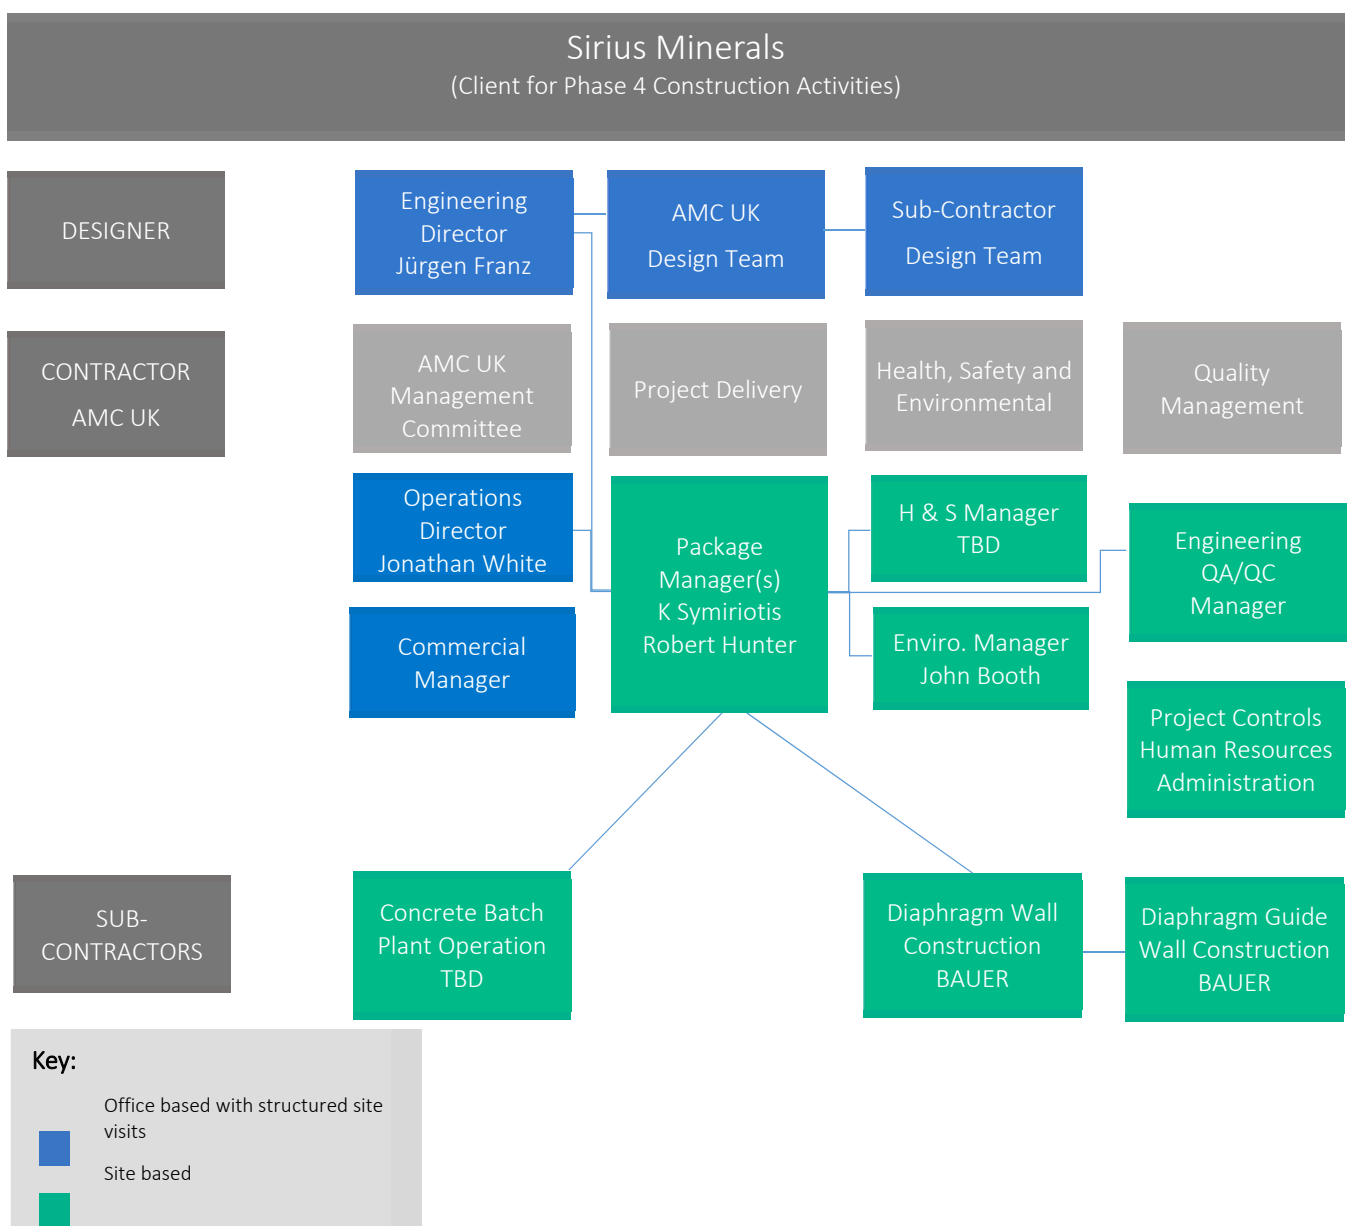 Sirius Minerals
(Client for Phase 4 Construction Activities)
DESIGNER
Engineering
Director
Jürgen Franz
AMC UK
Design Team
Sub-Contractor
Design Team
CONTRACTOR
AMC UK
AMC UK
Management
Committee
Project Delivery
Health, Safety and
Environmental
Quality
Management
Operations
Director
Jonathan White
Package
Manager(s)
K Symiriotis
Robert Hunter
H & S Manager
TBD
Engineering
QA/QC
Manager
Commercial
Manager
Enviro. Manager
John Booth
Project Controls
Human Resources
Administration
SUB-
CONTRACTORS
Concrete Batch
Plant Operation
TBD
Diaphragm Wall
Construction
BAUER
Diaphragm Guide
Wall Construction
BAUER
Key:
Office based with structured site
visits
Site based